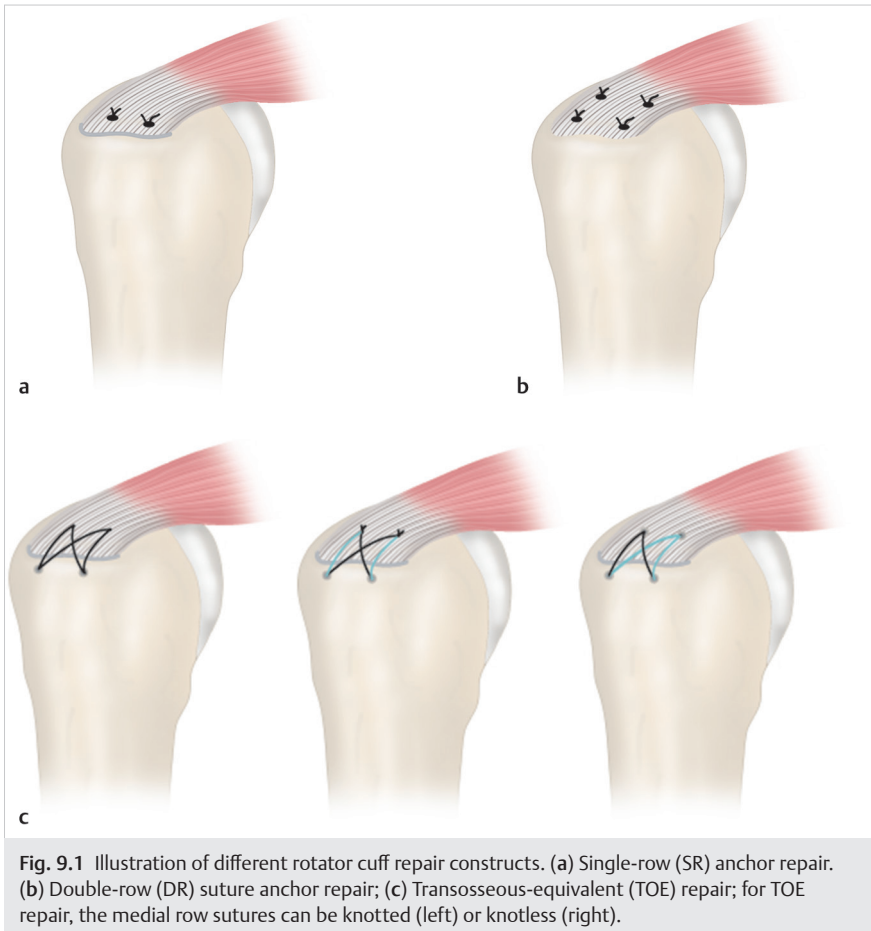 a
b
c
Fig. 9.1 Illustration of different rotator cuff repair constructs. (a) Single-row (SR) anchor repair.
(b) Double-row (DR) suture anchor repair; (c) Transosseous-equivalent (TOE) repair; for TOE
repair, the medial row sutures can be knotted (left) or knotless (right).